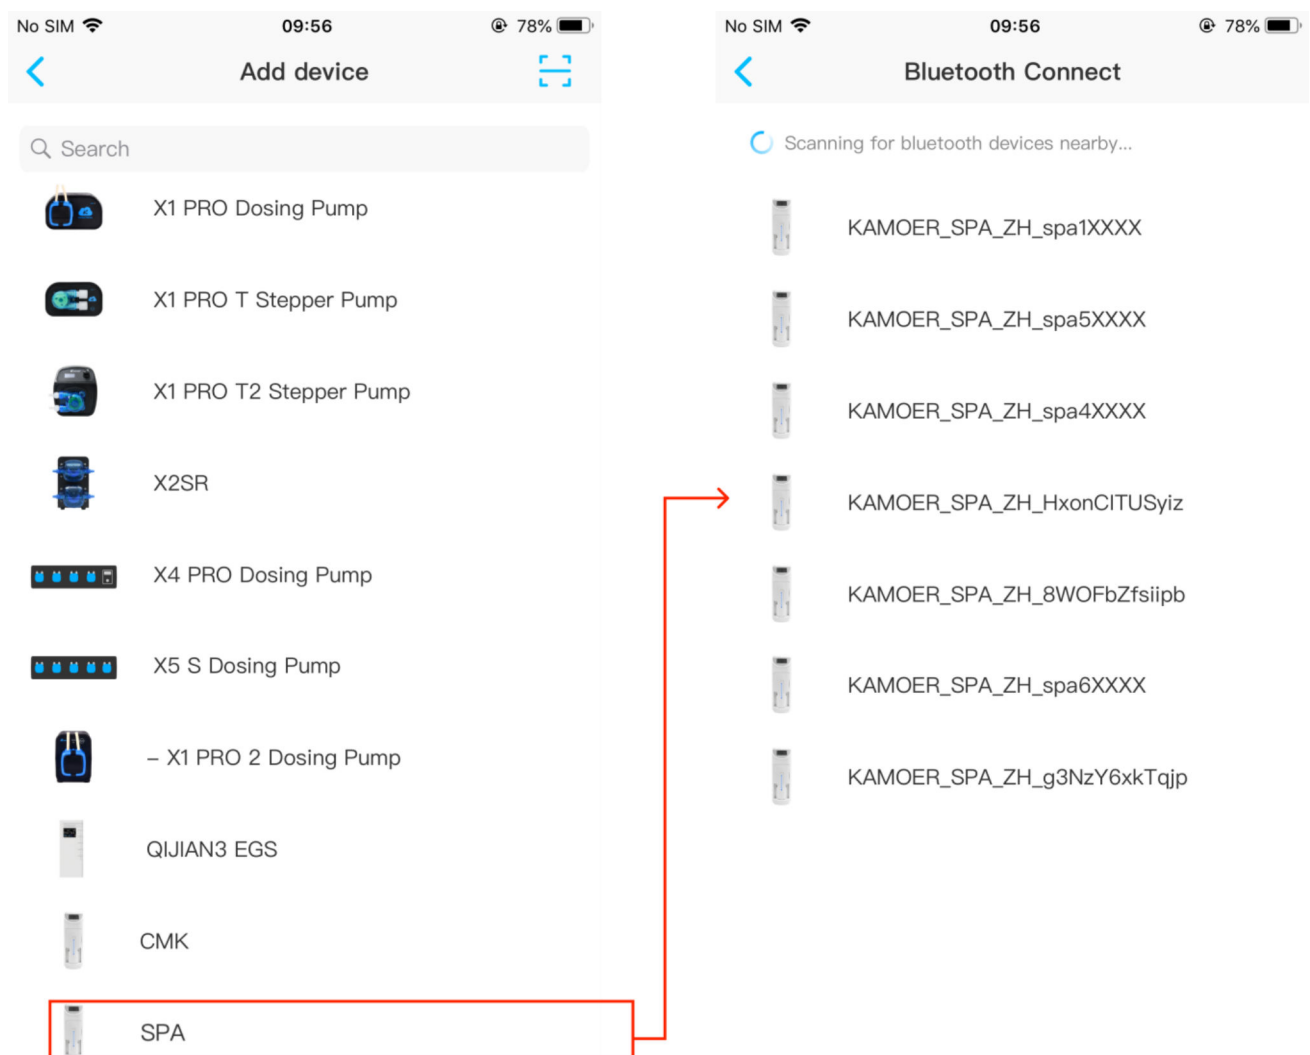 No SIM 09:56 78%
Add device
Search
X1 PRO Dosing Pump
X1 PRO T Stepper Pump
X1 PRO T2 Stepper Pump
X2SR
X4 PRO Dosing Pump
X5 S Dosing Pump
– X1 PRO 2 Dosing Pump
QIJIAN3 EGS
CMK
SPA
No SIM 09:56 78%
Bluetooth Connect
Scanning for bluetooth devices nearby...
KAMOER_SPA_ZH_spa1XXXX
KAMOER_SPA_ZH_spa5XXXX
KAMOER_SPA_ZH_spa4XXXX
KAMOER_SPA_ZH_HxonCITUSyiz
KAMOER_SPA_ZH_8WOFbZfsiipb
KAMOER_SPA_ZH_spa6XXXX
KAMOER_SPA_ZH_g3NzY6xkTqjp